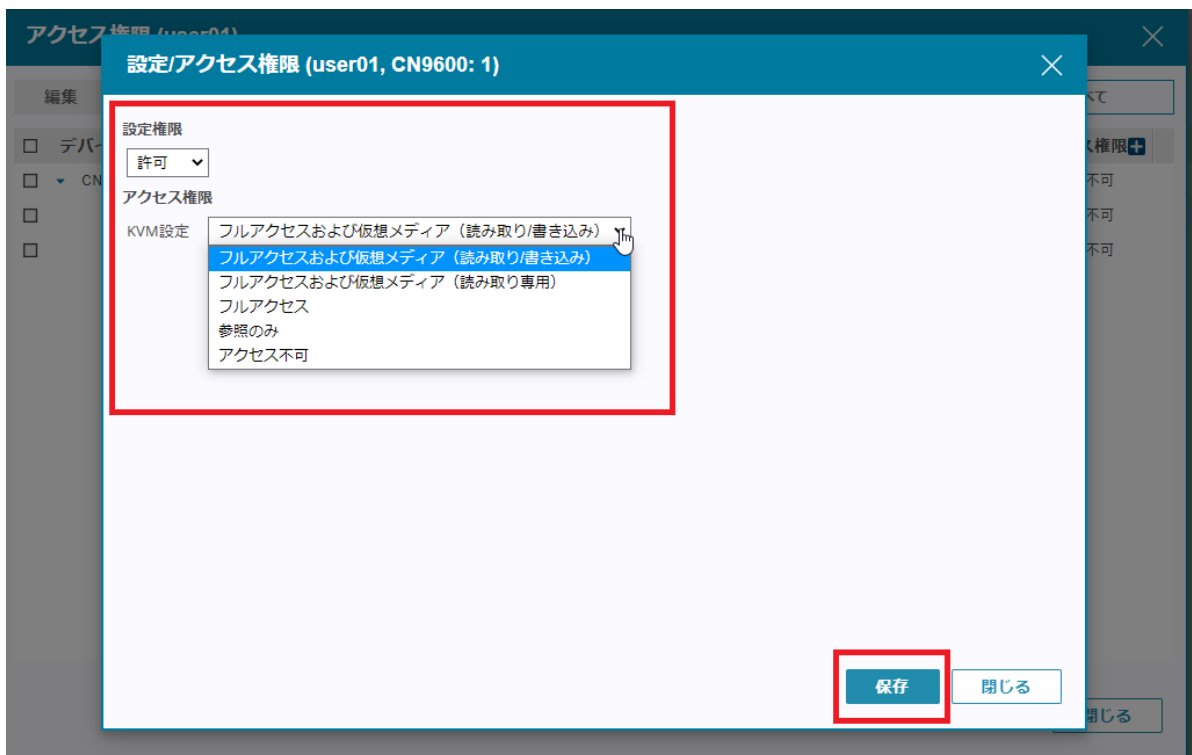 アクセス権限 (user01)
設定/アクセス権限 (user01, CN9600: 1)
編集
べて
設定権限
デバイ
ス権限
許可
CN
不可
アクセス権限
KVM設定 フルアクセスおよび仮想メディア（読み取り/書き込み）
不可
フルアクセスおよび仮想メディア（読み取り/書き込み）
不可
フルアクセスおよび仮想メディア（読み取り専用）
フルアクセス
参照のみ
アクセス不可
保存
閉じる
閉じる